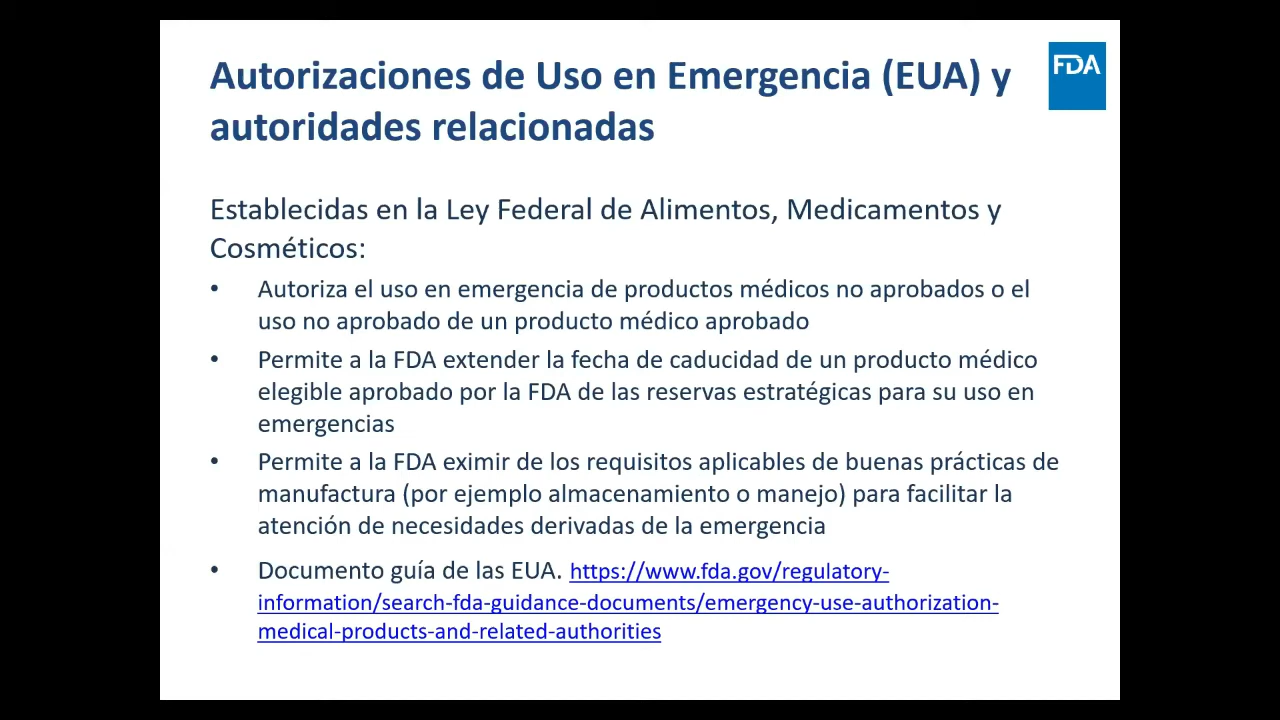 Autorizaciones de Uso en Emergencia (EUA) y
autoridades relacionadas
FDA
Establecidas en la Ley Federal de Alimentos, Medicamentos y
Cosméticos:
• Autoriza el uso en emergencia de productos médicos no aprobados o el
uso no aprobado de un producto médico aprobado
• Permite a la FDA extender la fecha de caducidad de un producto médico
elegible aprobado por la FDA de las reservas estratégicas para su uso en
emergencias
• Permite a la FDA eximir de los requisitos aplicables de buenas prácticas de
manufactura (por ejemplo almacenamiento o manejo) para facilitar la
atención de necesidades derivadas de la emergencia
• Documento guía de las EUA. https://www.fda.gov/regulatory-
information/search-fda-guidance-documents/emergency-use-authorization-
medical-products-and-related-authorities